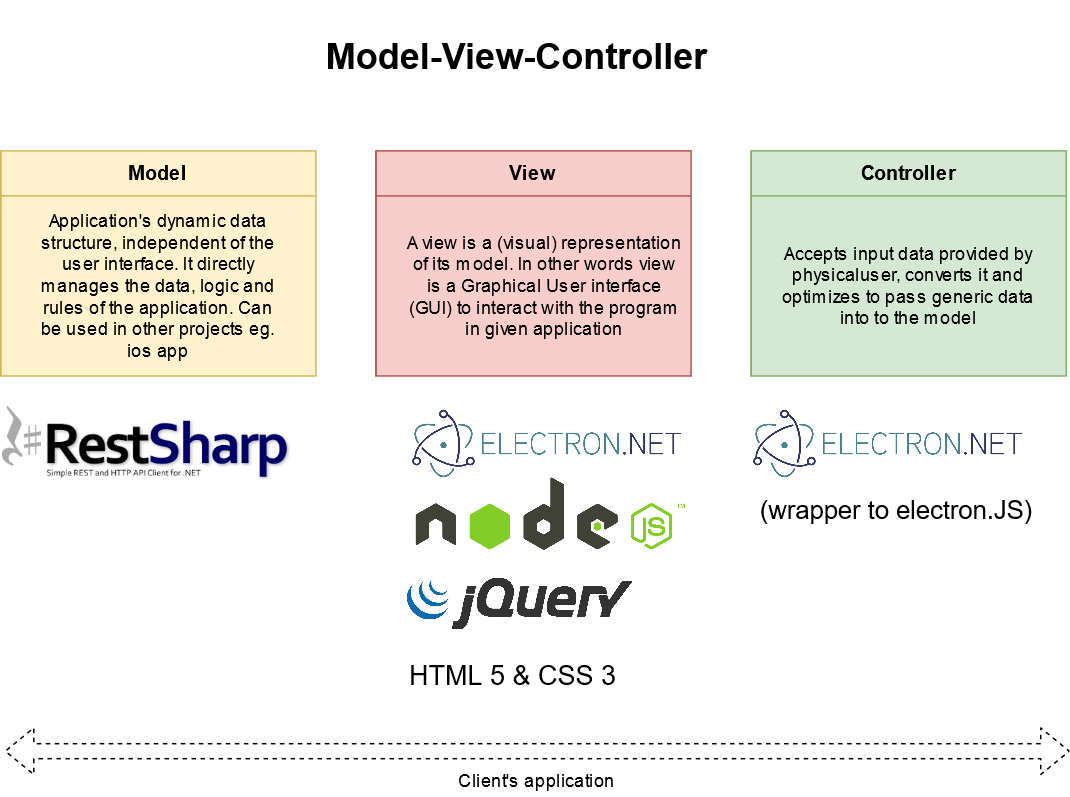 Model-View-Controller
Model
Application's dynamic data
structure, independent of the
user interface. It directly
manages the data, logic and
rules of the application. Can
be used in other projects eg.
ios app
View
A view is a (visual) representation
of its model. In other words view
is a Graphical User interface
(GUI) to interact with the program
in given application
Controller
Accepts input data provided by
physicaluser, converts it and
optimizes to pass generic data
into to the model
RestSharp
Simple REST and HTTP API Client for .NET
ELECTRON.NET
node JS™
jQuery
HTML 5 & CSS 3
ELECTRON.NET
(wrapper to electron.JS)
Client's application